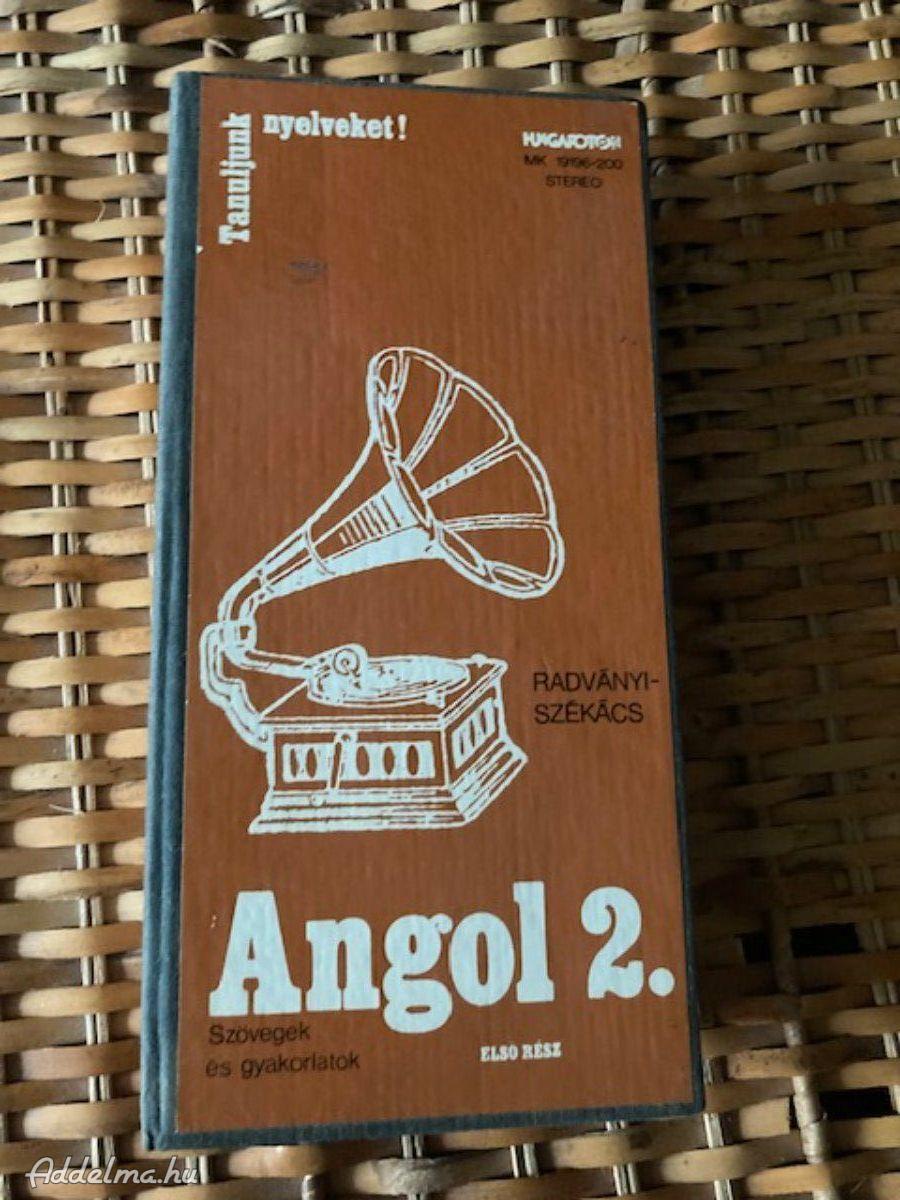 Tanuljunk
nyelveket!
HUNGAROTON
MK 19196-200
STEREO
RADVÁNYI-
SZÉKÁCS
Angol 2.
Szövegek
és gyakorlatok
ELSŐ RÉSZ
Addelma.hu